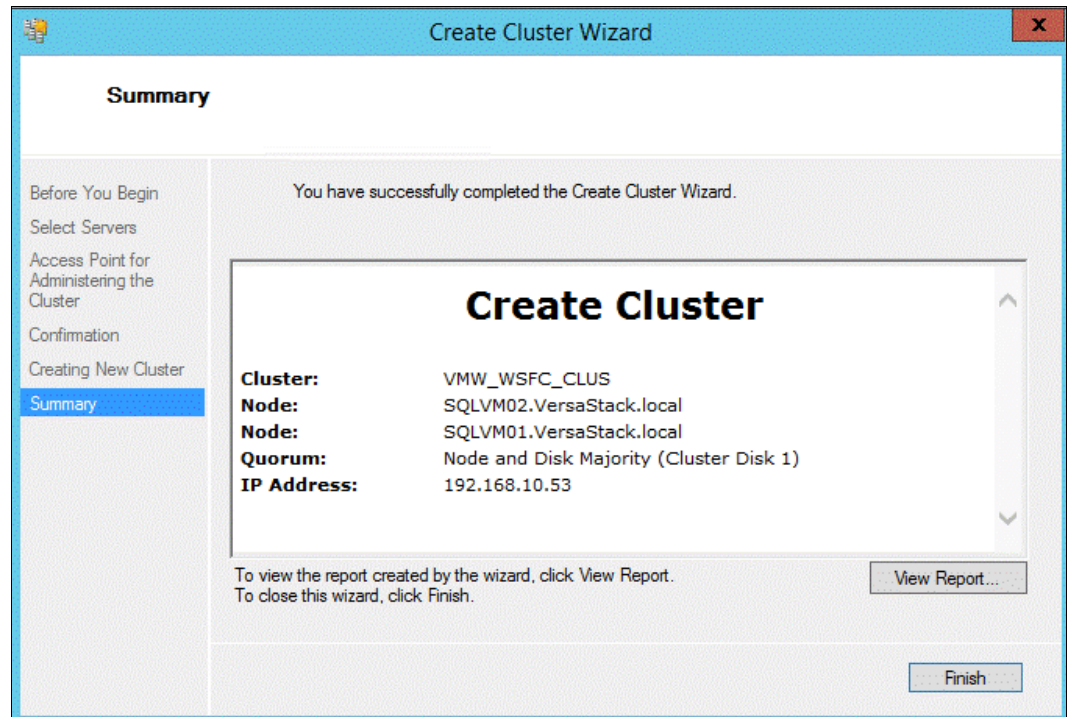 Create Cluster Wizard
x
Summary
Before You Begin
Select Servers
Access Point for
Administering the
Cluster
Confirmation
Creating New Cluster
Summary
You have successfully completed the Create Cluster Wizard.
Create Cluster
Cluster: VMW_WSFC_CLUS
Node: SQLVM02.VersaStack.local
Node: SQLVM01.VersaStack.local
Quorum: Node and Disk Majority (Cluster Disk 1)
IP Address: 192.168.10.53
To view the report created by the wizard, click View Report.
To close this wizard, click Finish.
View Report...
Finish